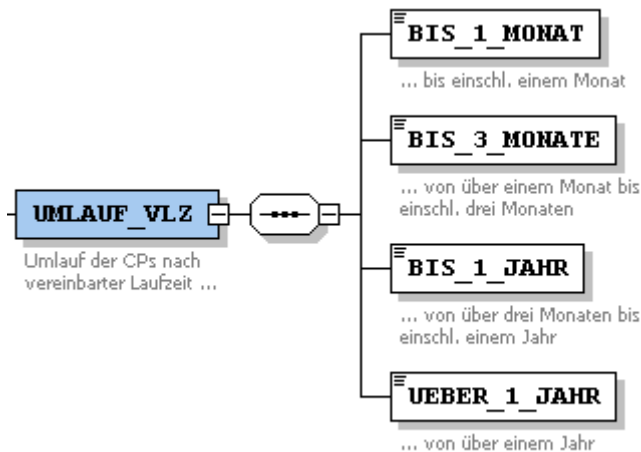 BIS_1_MONAT
... bis einschl. einem Monat
BIS_3_MONATE
... von über einem Monat bis
einschl. drei Monaten
UMLAUF_VLZ
Umlauf der CPs nach
vereinbarter Laufzeit ...
BIS_1_JAHR
... von über drei Monaten bis
einschl. einem Jahr
UEBER_1_JAHR
... von über einem Jahr